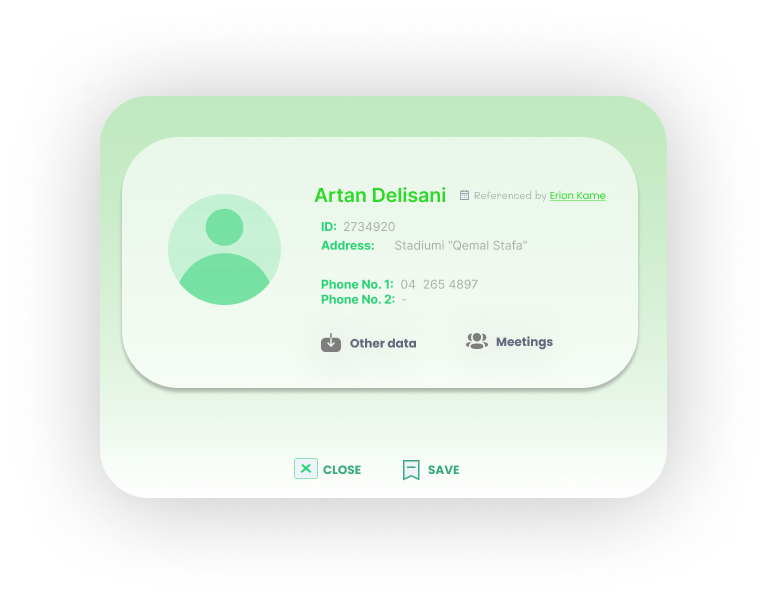 Artan Delisani Referenced by Erion Kame
ID: 2734920
Address: Stadiumi "Qemal Stafa"
Phone No. 1: 04 265 4897
Phone No. 2: -
Other data Meetings
CLOSE SAVE